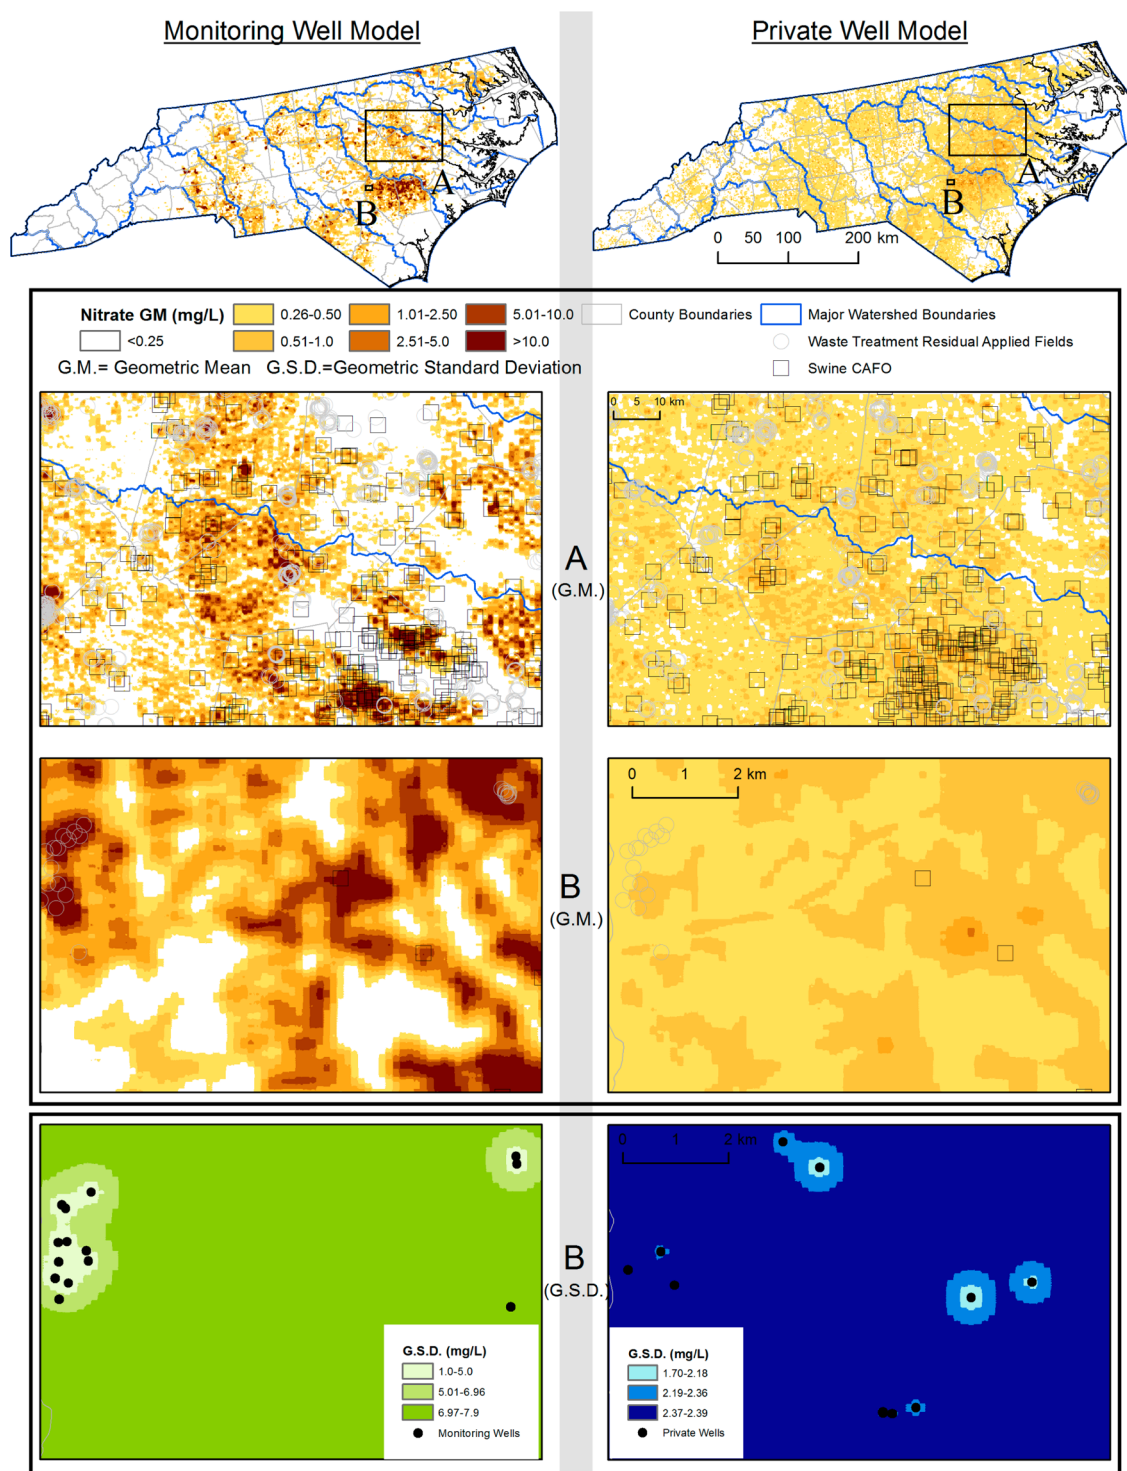 Monitoring Well Model
Private Well Model
A
B
A
B
0 50 100 200 km
Nitrate GM (mg/L)
<0.25
0.26-0.50
0.51-1.0
1.01-2.50
2.51-5.0
5.01-10.0
>10.0
County Boundaries
Major Watershed Boundaries
Waste Treatment Residual Applied Fields
Swine CAFO
G.M.= Geometric Mean G.S.D.=Geometric Standard Deviation
0 5 10 km
A
(G.M.)
0 1 2 km
B
(G.M.)
0 1 2 km
B
(G.S.D.)
G.S.D. (mg/L)
1.0-5.0
5.01-6.96
6.97-7.9
Monitoring Wells
G.S.D. (mg/L)
1.70-2.18
2.19-2.36
2.37-2.39
Private Wells